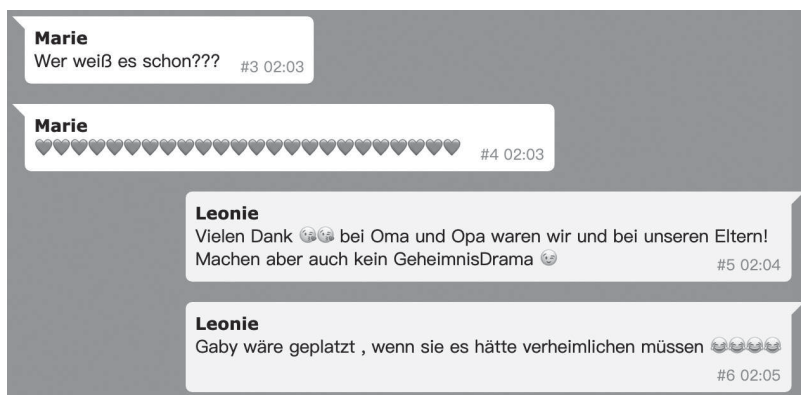 Marie
Wer weiß es schon??? #3 02:03
Marie
🖤🖤🖤🖤🖤🖤🖤🖤🖤🖤🖤🖤🖤🖤🖤🖤🖤🖤🖤🖤🖤🖤🖤🖤 #4 02:03
Leonie
Vielen Dank 😘😘 bei Oma und Opa waren wir und bei unseren Eltern!
Machen aber auch kein GeheimnisDrama 😉 #5 02:04
Leonie
Gaby wäre geplatzt , wenn sie es hätte verheimlichen müssen 😂😂😂😂
#6 02:05